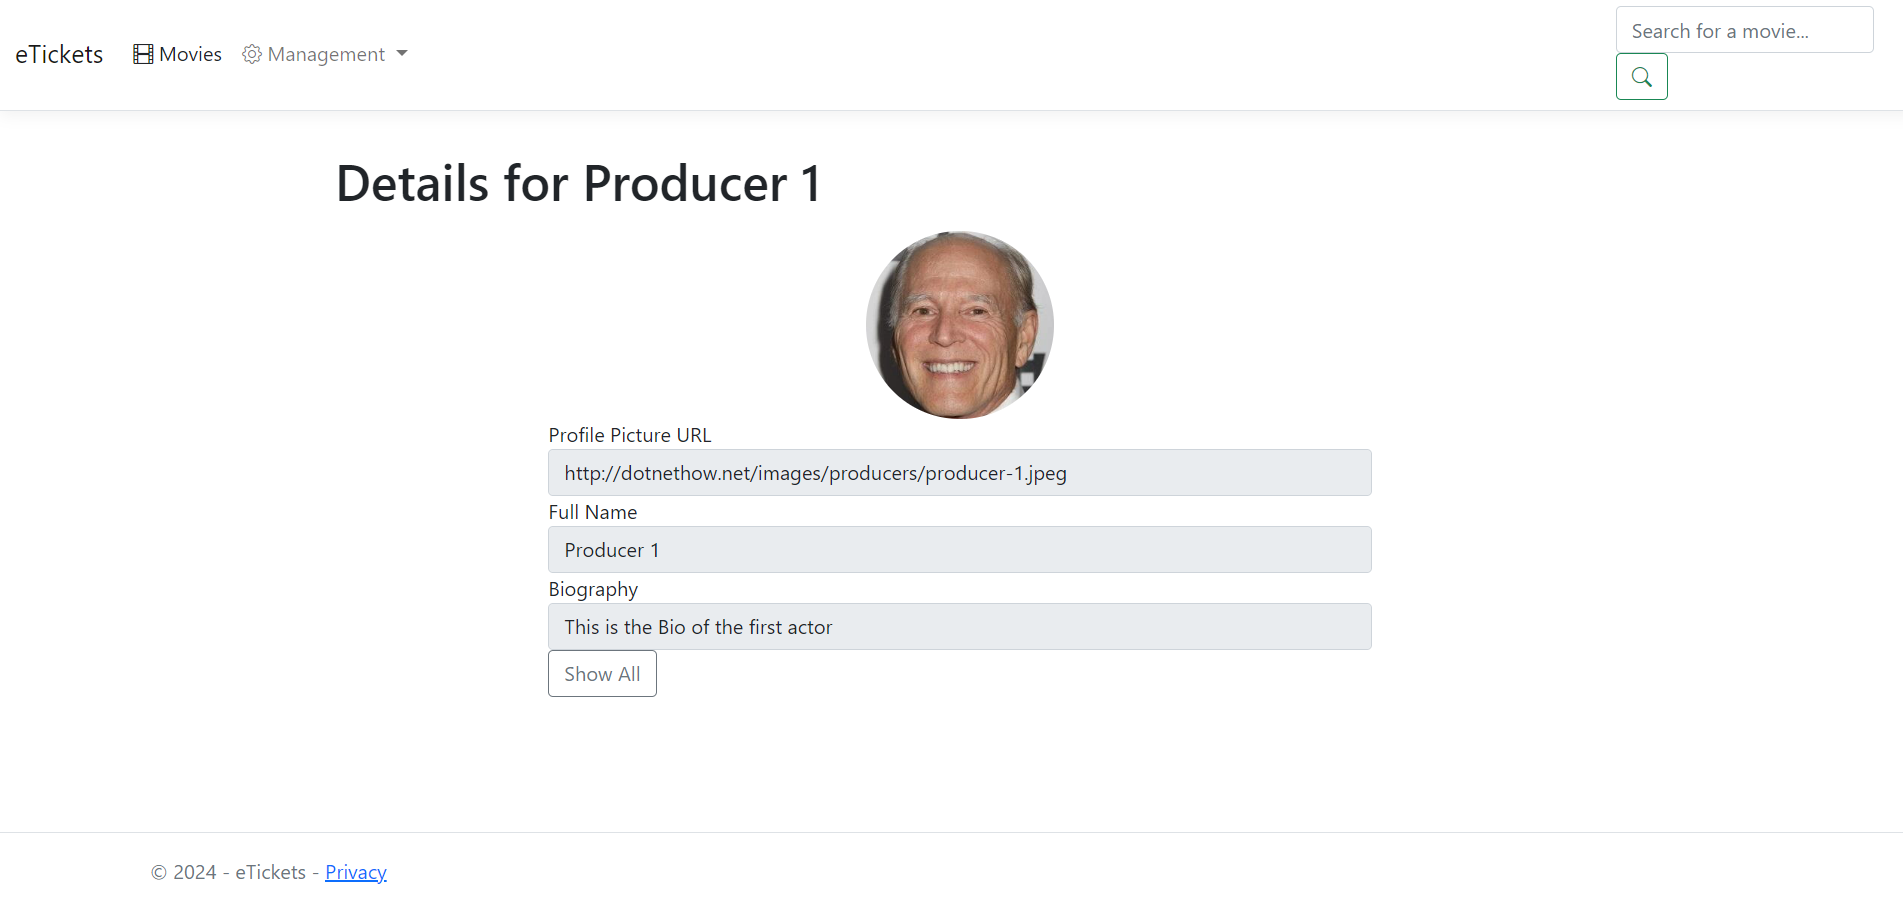 eTickets Movies Management
Search for a movie...
Details for Producer 1
Profile Picture URL
http://dotnethow.net/images/producers/producer-1.jpeg
Full Name
Producer 1
Biography
This is the Bio of the first actor
Show All
© 2024 - eTickets - Privacy